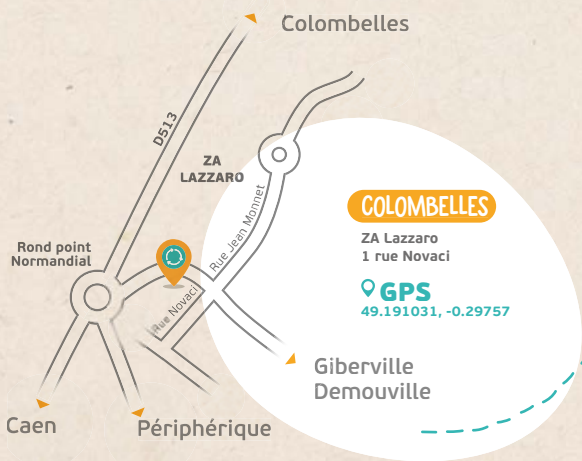 Colombelles
D513
ZA
LAZZARO
Rue Jean Monnet
Rond point
Normandial
Rue Novaci
COLOMBELLES
ZA Lazzaro
1 rue Novaci
GPS
49.191031, -0.29757
Giberville
Demouville
Caen
Périphérique